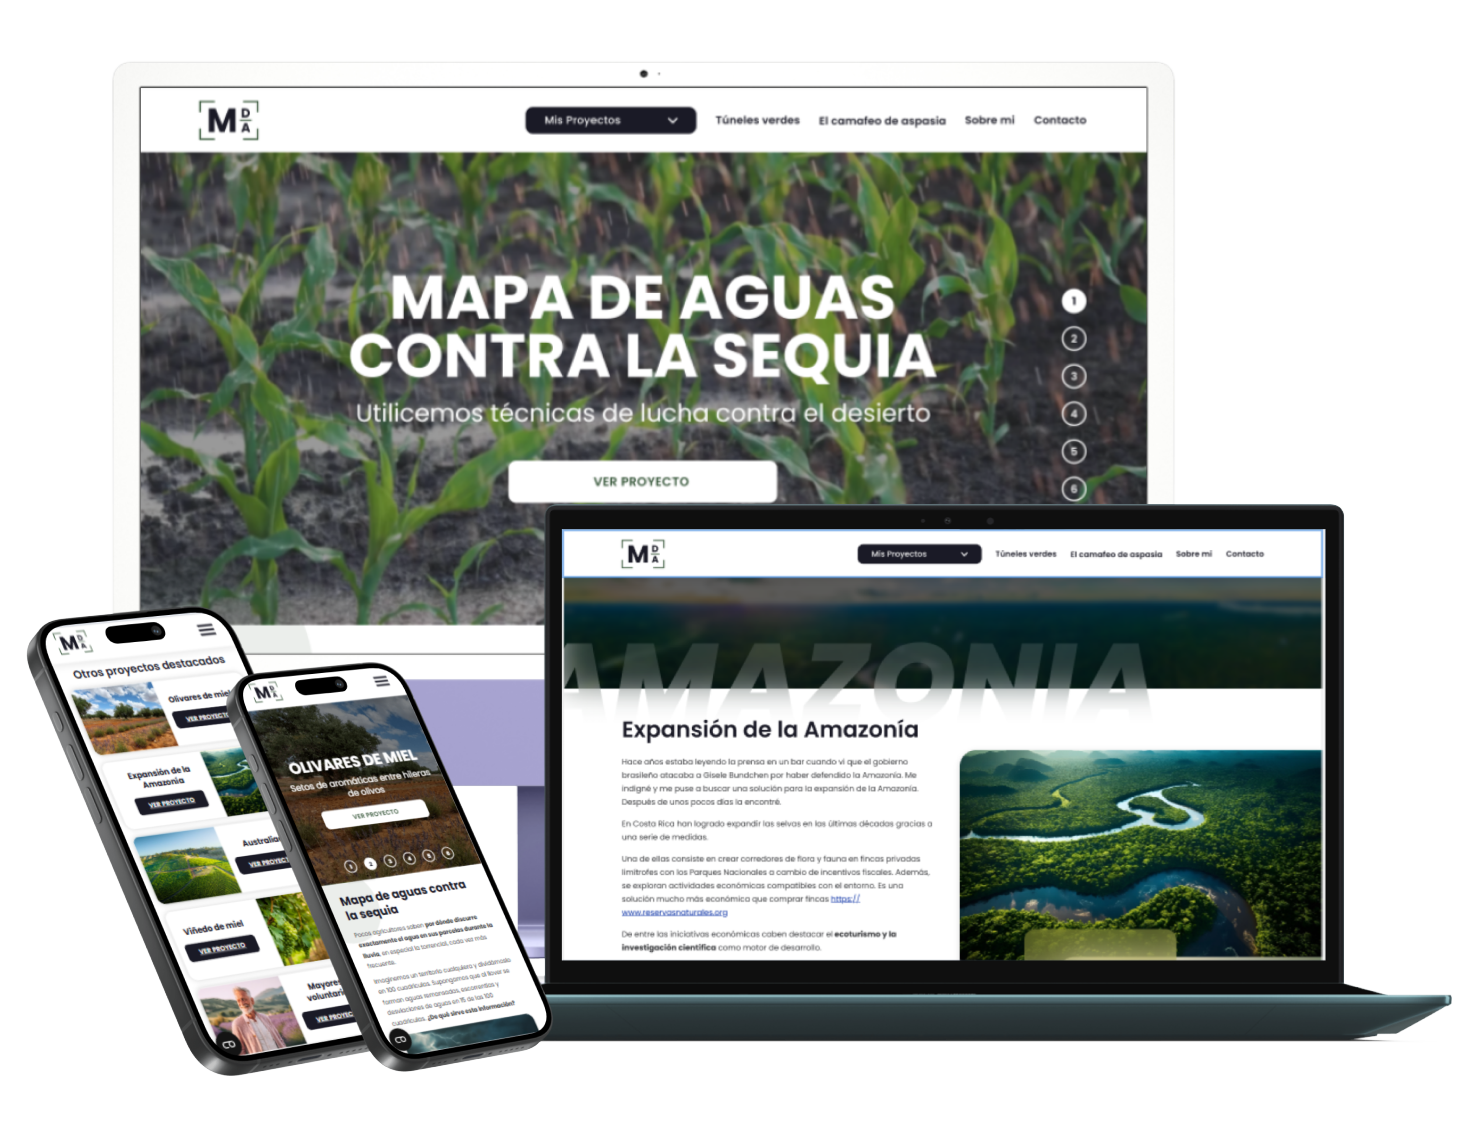 M D A
Mis Proyectos
Túneles verdes
El camafeo de aspasia
Sobre mi
Contacto
MAPA DE AGUAS
CONTRA LA SEQUIA
Utilicemos técnicas de lucha contra el desierto
VER PROYECTO
1
2
3
4
5
6
M D A
Mis Proyectos
Túneles verdes
El camafeo de aspasia
Sobre mi
Contacto
AMAZONIA
Expansión de la Amazonía
Hace años estaba leyendo la prensa en un bar cuando vi que el gobierno
brasileño atacaba a Gisele Bundchen por haber defendido la Amazonía. Me
indigné y me puse a buscar una solución para la expansión de la Amazonía.
Después de unos pocos días la encontré.
En Costa Rica han logrado expandir las selvas en las últimas décadas gracias a
una serie de medidas.
Una de ellas consiste en crear corredores de flora y fauna en fincas privadas
limítrofes con los Parques Nacionales a cambio de incentivos fiscales. Además,
se exploran actividades económicas compatibles con el entorno. Es una
solución mucho más económica que comprar fincas https://
www.reservasnaturales.org
De entre las iniciativas económicas caben destacar el ecoturismo y la
investigación científica como motor de desarrollo.
M D A
Otros proyectos destacados
Olivares de miel
VER PROYECTO
Expansión de la
Amazonia
VER PROYECTO
Australia
VER PROYECTO
Viñedo de miel
VER PROYECTO
Mayores
voluntari
VER PROYEC
M D A
OLIVARES DE MIEL
Setos de aromáticas entre hileras
de olivos
VER PROYECTO
1
2
3
4
5
6
Mapa de aguas contra
la sequia
Pocos agricultores saben por dónde discurre
exactamente el agua en sus parcelas durante la
lluvia, en especial la torrencial, cada vez más
frecuente.
Imaginemos un territorio cualquiera y dividámoslo
en 100 cuadrículas. Supongamos que al llover se
forman aguas remansadas, escorrentías y
desviaciones de aguas en 15 de las 100
cuadrículas. ¿De qué sirve esta información?